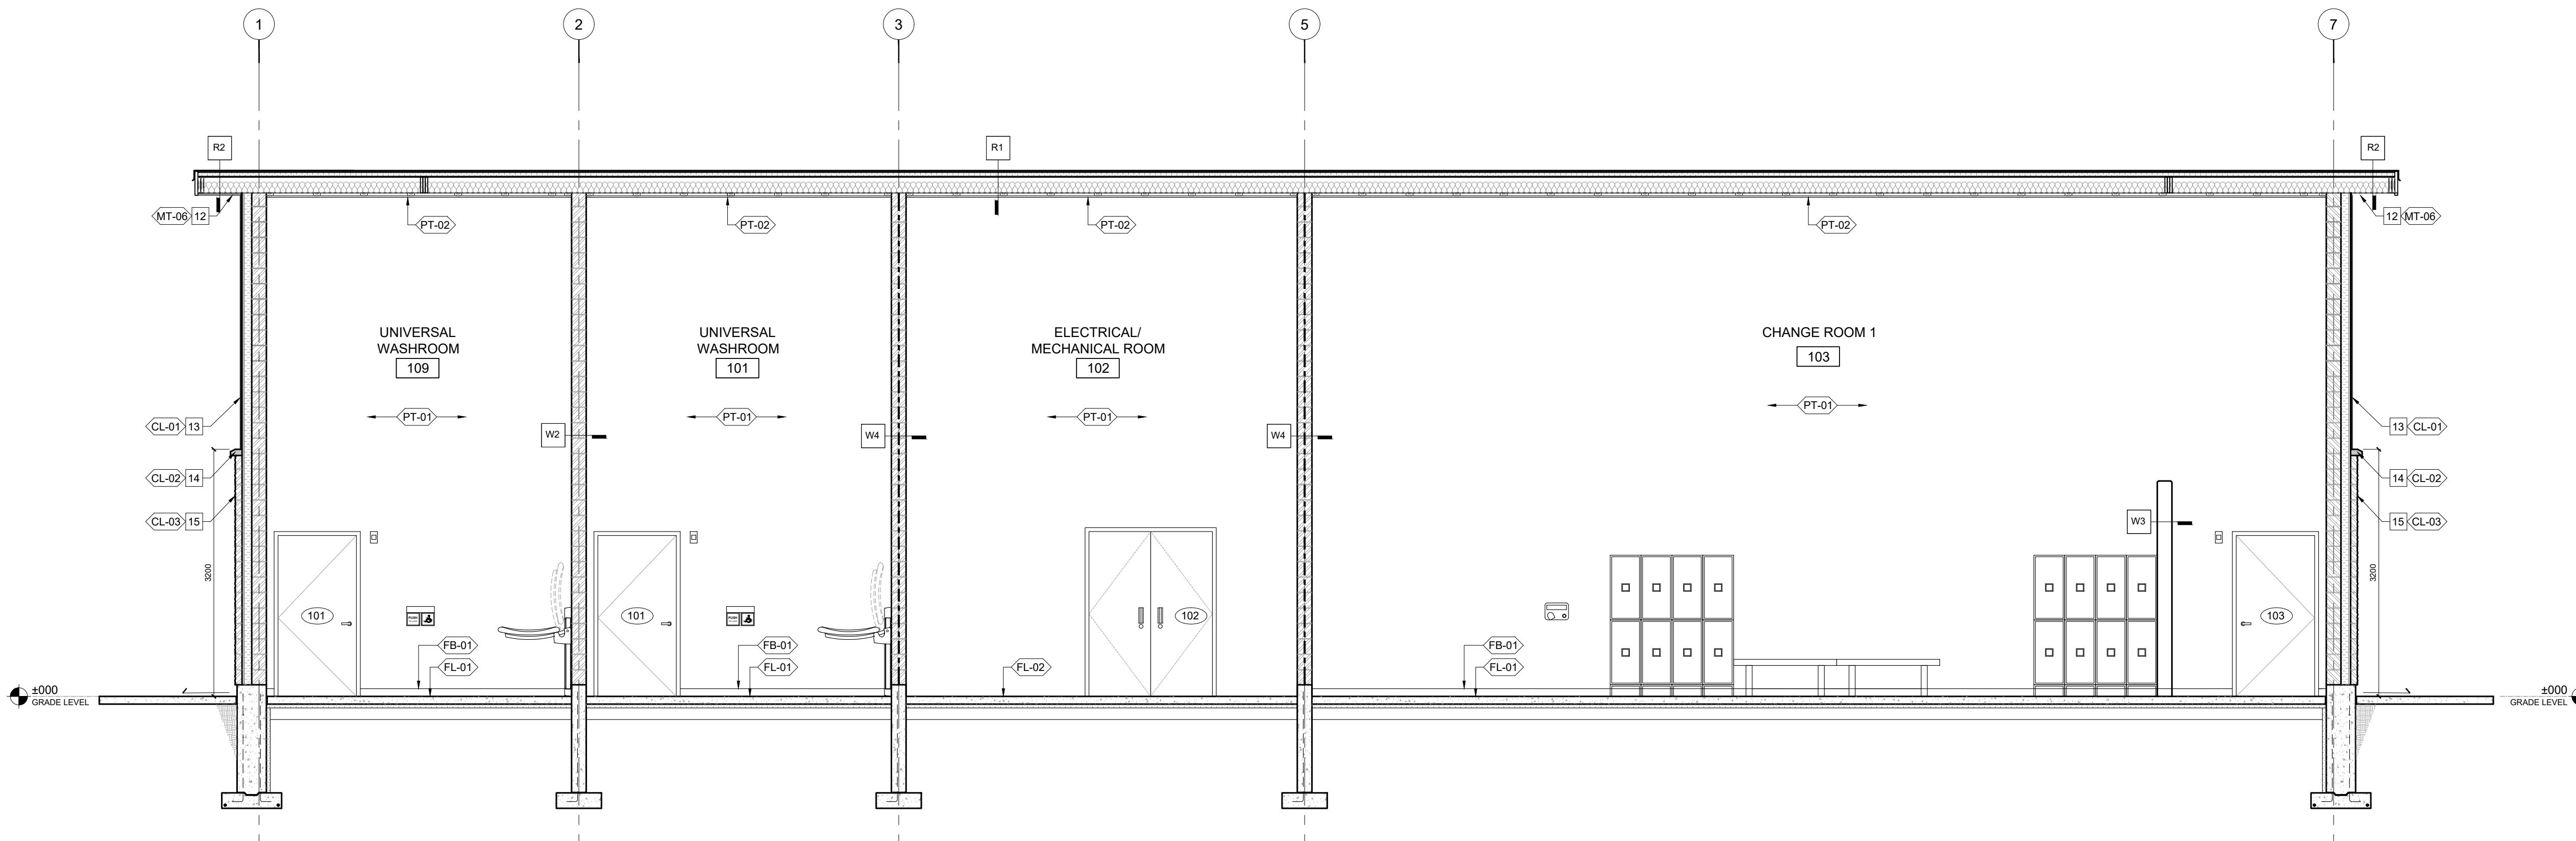 1
2
3
5
7
R2
R1
R2
MT-06 12
12 MT-06
PT-02
PT-02
PT-02
PT-02
UNIVERSAL
WASHROOM
109
UNIVERSAL
WASHROOM
101
ELECTRICAL/
MECHANICAL ROOM
102
CHANGE ROOM 1
103
PT-01
PT-01
PT-01
PT-01
CL-01 13
W2
W4
W4
13 CL-01
CL-02 14
14 CL-02
CL-03 15
W3
15 CL-03
3200
3200
101
PUSH
101
PUSH
102
103
FB-01
FL-01
FB-01
FL-01
FL-02
FB-01
FL-01
±000
GRADE LEVEL
±000
GRADE LEVEL